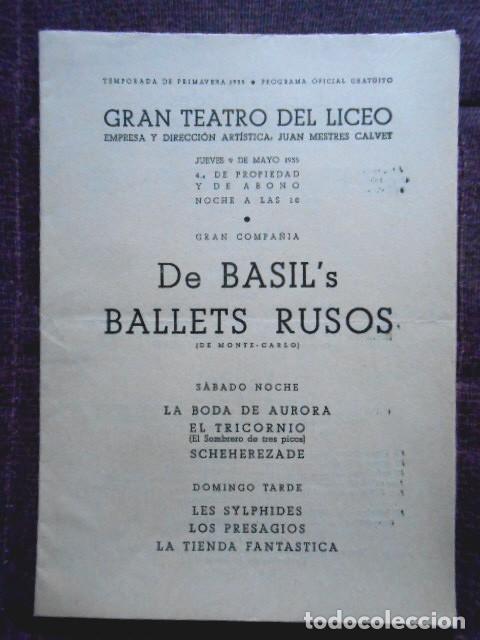 TEMPORADA DE PRIMAVERA 1935 • PROGRAMA OFICIAL GRATUITO
GRAN TEATRO DEL LICEO
EMPRESA Y DIRECCIÓN ARTÍSTICA: JUAN MESTRES CALVET
JUEVES 9 DE MAYO 1935
4.ª DE PROPIEDAD
Y DE ABONO
NOCHE A LAS 10
•
GRAN COMPAÑIA
De BASIL's
BALLETS RUSOS
(DE MONTE-CARLO)
SÁBADO NOCHE
LA BODA DE AURORA
EL TRICORNIO
(El Sombrero de tres picos)
SCHEHEREZADE
DOMINGO TARDE
LES SYLPHIDES
LOS PRESAGIOS
LA TIENDA FANTASTICA
todocoleccion.net